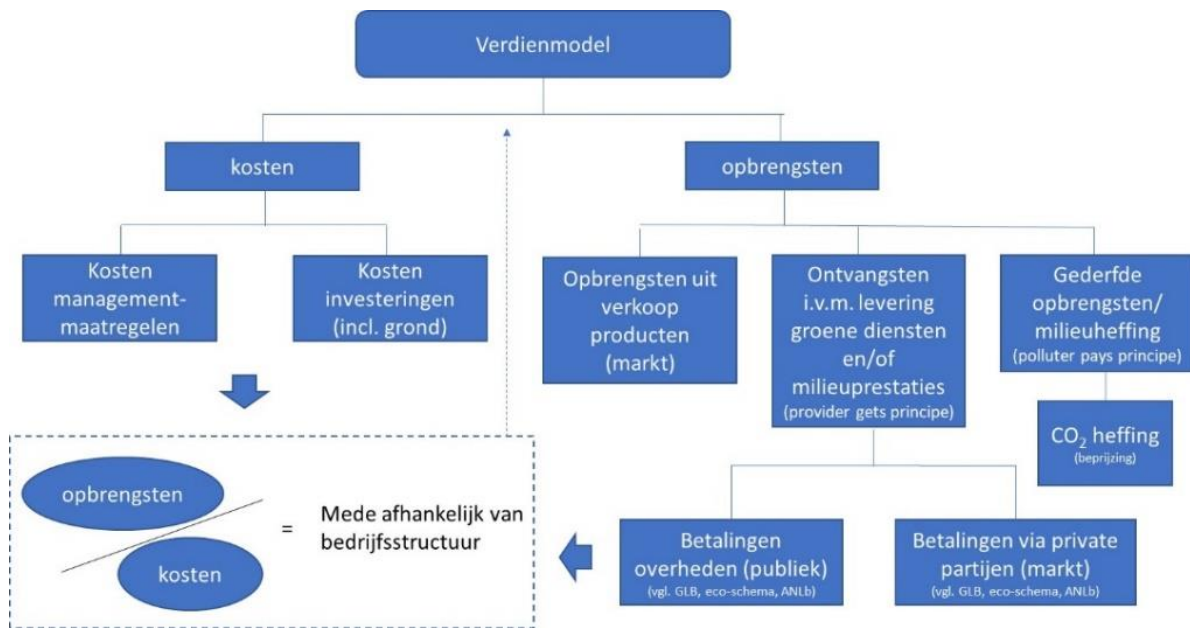 Verdienmodel
kosten
opbrengsten
Kosten
management-
maatregelen
Kosten
investeringen
(incl. grond)
Opbrengsten uit
verkoop
producten
(markt)
Ontvangsten
i.v.m. levering
groene diensten
en/of
milieuprestaties
(provider gets principe)
Gederfde
opbrengsten/
milieuheffing
(polluter pays principe)
CO₂ heffing
(beprijzing)
opbrengsten
kosten
=
Mede afhankelijk van
bedrijfsstructuur
Betalingen
overheden (publiek)
(vgl. GLB, eco-schema, ANLb)
Betalingen via private
partijen (markt)
(vgl. GLB, eco-schema, ANLb)